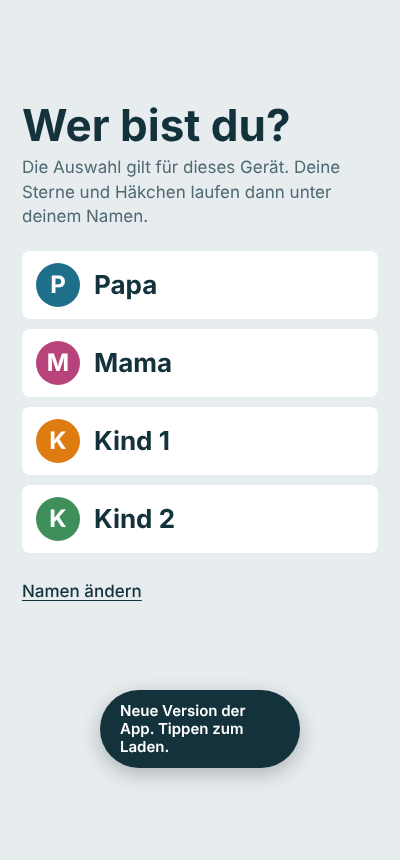 Wer bist du?
Die Auswahl gilt für dieses Gerät. Deine
Sterne und Häkchen laufen dann unter
deinem Namen.
P Papa
M Mama
K Kind 1
K Kind 2
Namen ändern
Neue Version der
App. Tippen zum
Laden.